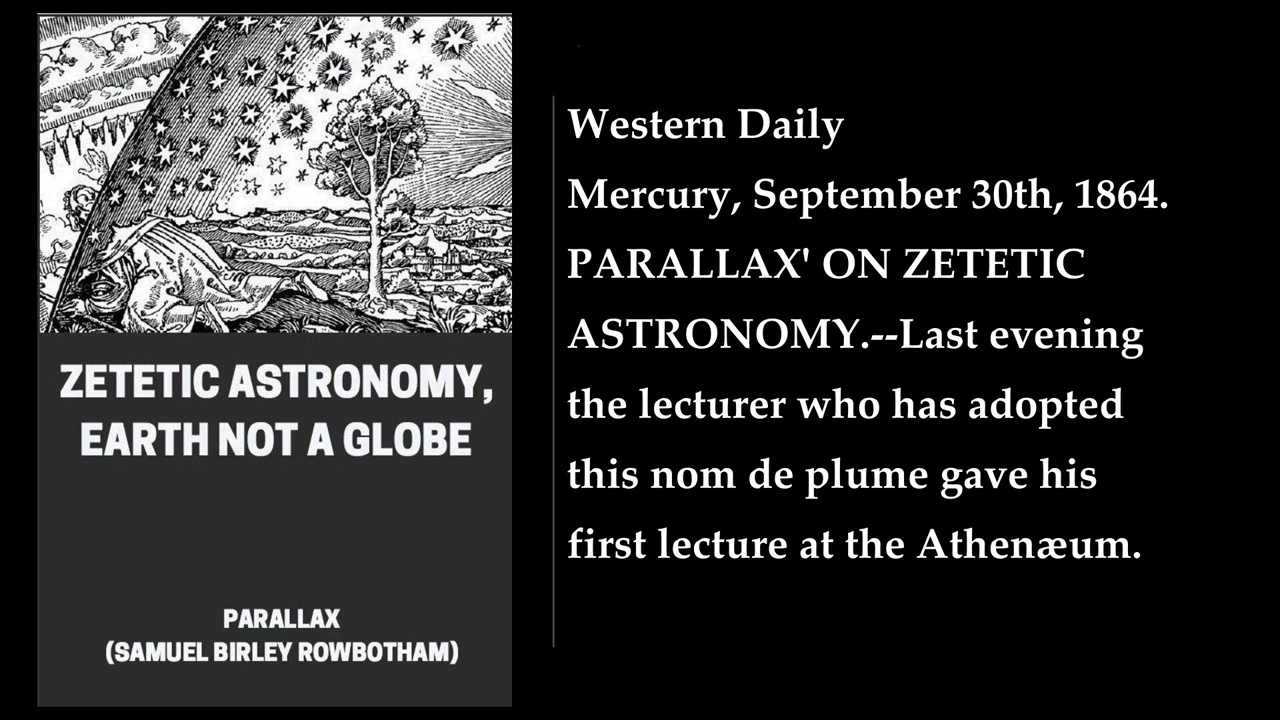 ZETETIC ASTRONOMY,
EARTH NOT A GLOBE
PARALLAX
(SAMUEL BIRLEY ROWBOTHAM)
Western Daily
Mercury, September 30th, 1864.
PARALLAX' ON ZETETIC
ASTRONOMY.--Last evening
the lecturer who has adopted
this nom de plume gave his
first lecture at the Athenæum.